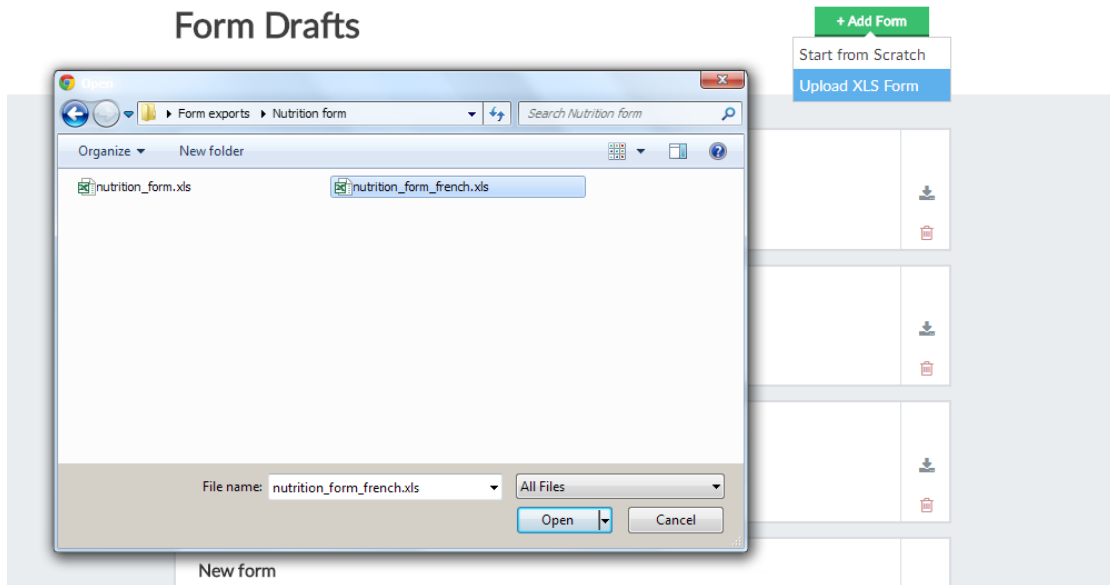 Form Drafts
+ Add Form
Start from Scratch
Upload XLS Form
Open
Form exports Nutrition form
Search Nutrition form
Organize New folder
nutrition_form.xls nutrition_form_french.xls
File name: nutrition_form_french.xls All Files
Open Cancel
New form